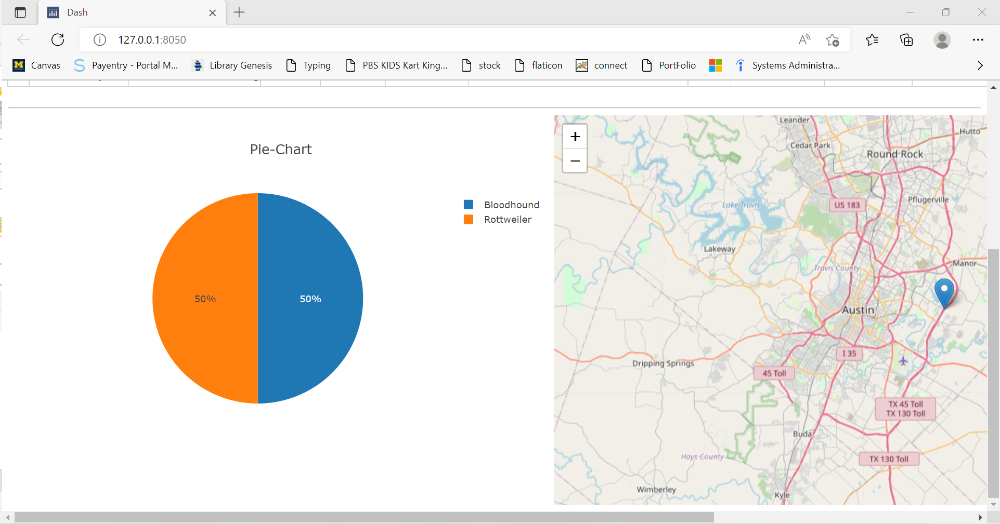 Dash
127.0.0.1:8050
Canvas
Payentry - Portal M...
Library Genesis
Typing
PBS KIDS Kart King...
stock
flaticon
connect
PortFolio
Systems Administra...
Pie-Chart
Bloodhound
Rottweiler
50%
50%
+
−
Leander
Hutto
Cedar Park
Round Rock
Pflugerville
US 183
Lake Travis
Lakeway
Manor
Travis County
Austin
I 35
Dripping Springs
45 Toll
TX 45 Toll
TX 130 Toll
Buda
Hays County
TX 130 Toll
Wimberley
Kyle